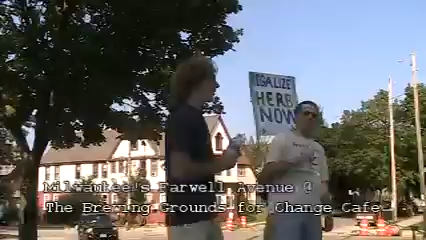 LEGALIZE
HERB
NOW
Milwaukee's Farwell Avenue @
The Brewing Grounds for Change Cafe